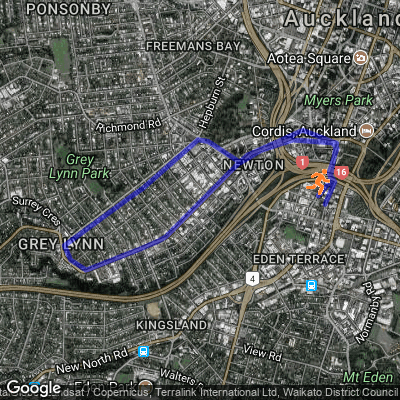 PONSONBY
Auckland
FREEMANS BAY
Aotea Square
Hepburn St
Myers Park
Richmond Rd
Cordis, Auckland
Grey
Lynn Park
NEWTON
1
16
Surrey Cres
GREY LYNN
EDEN TERRACE
4
Normanby Rd
KINGSLAND
New North Rd
View Rd
Walters
Mt Eden
Google
Landsat / Copernicus, Terralink International Ltd, Waikato District Council